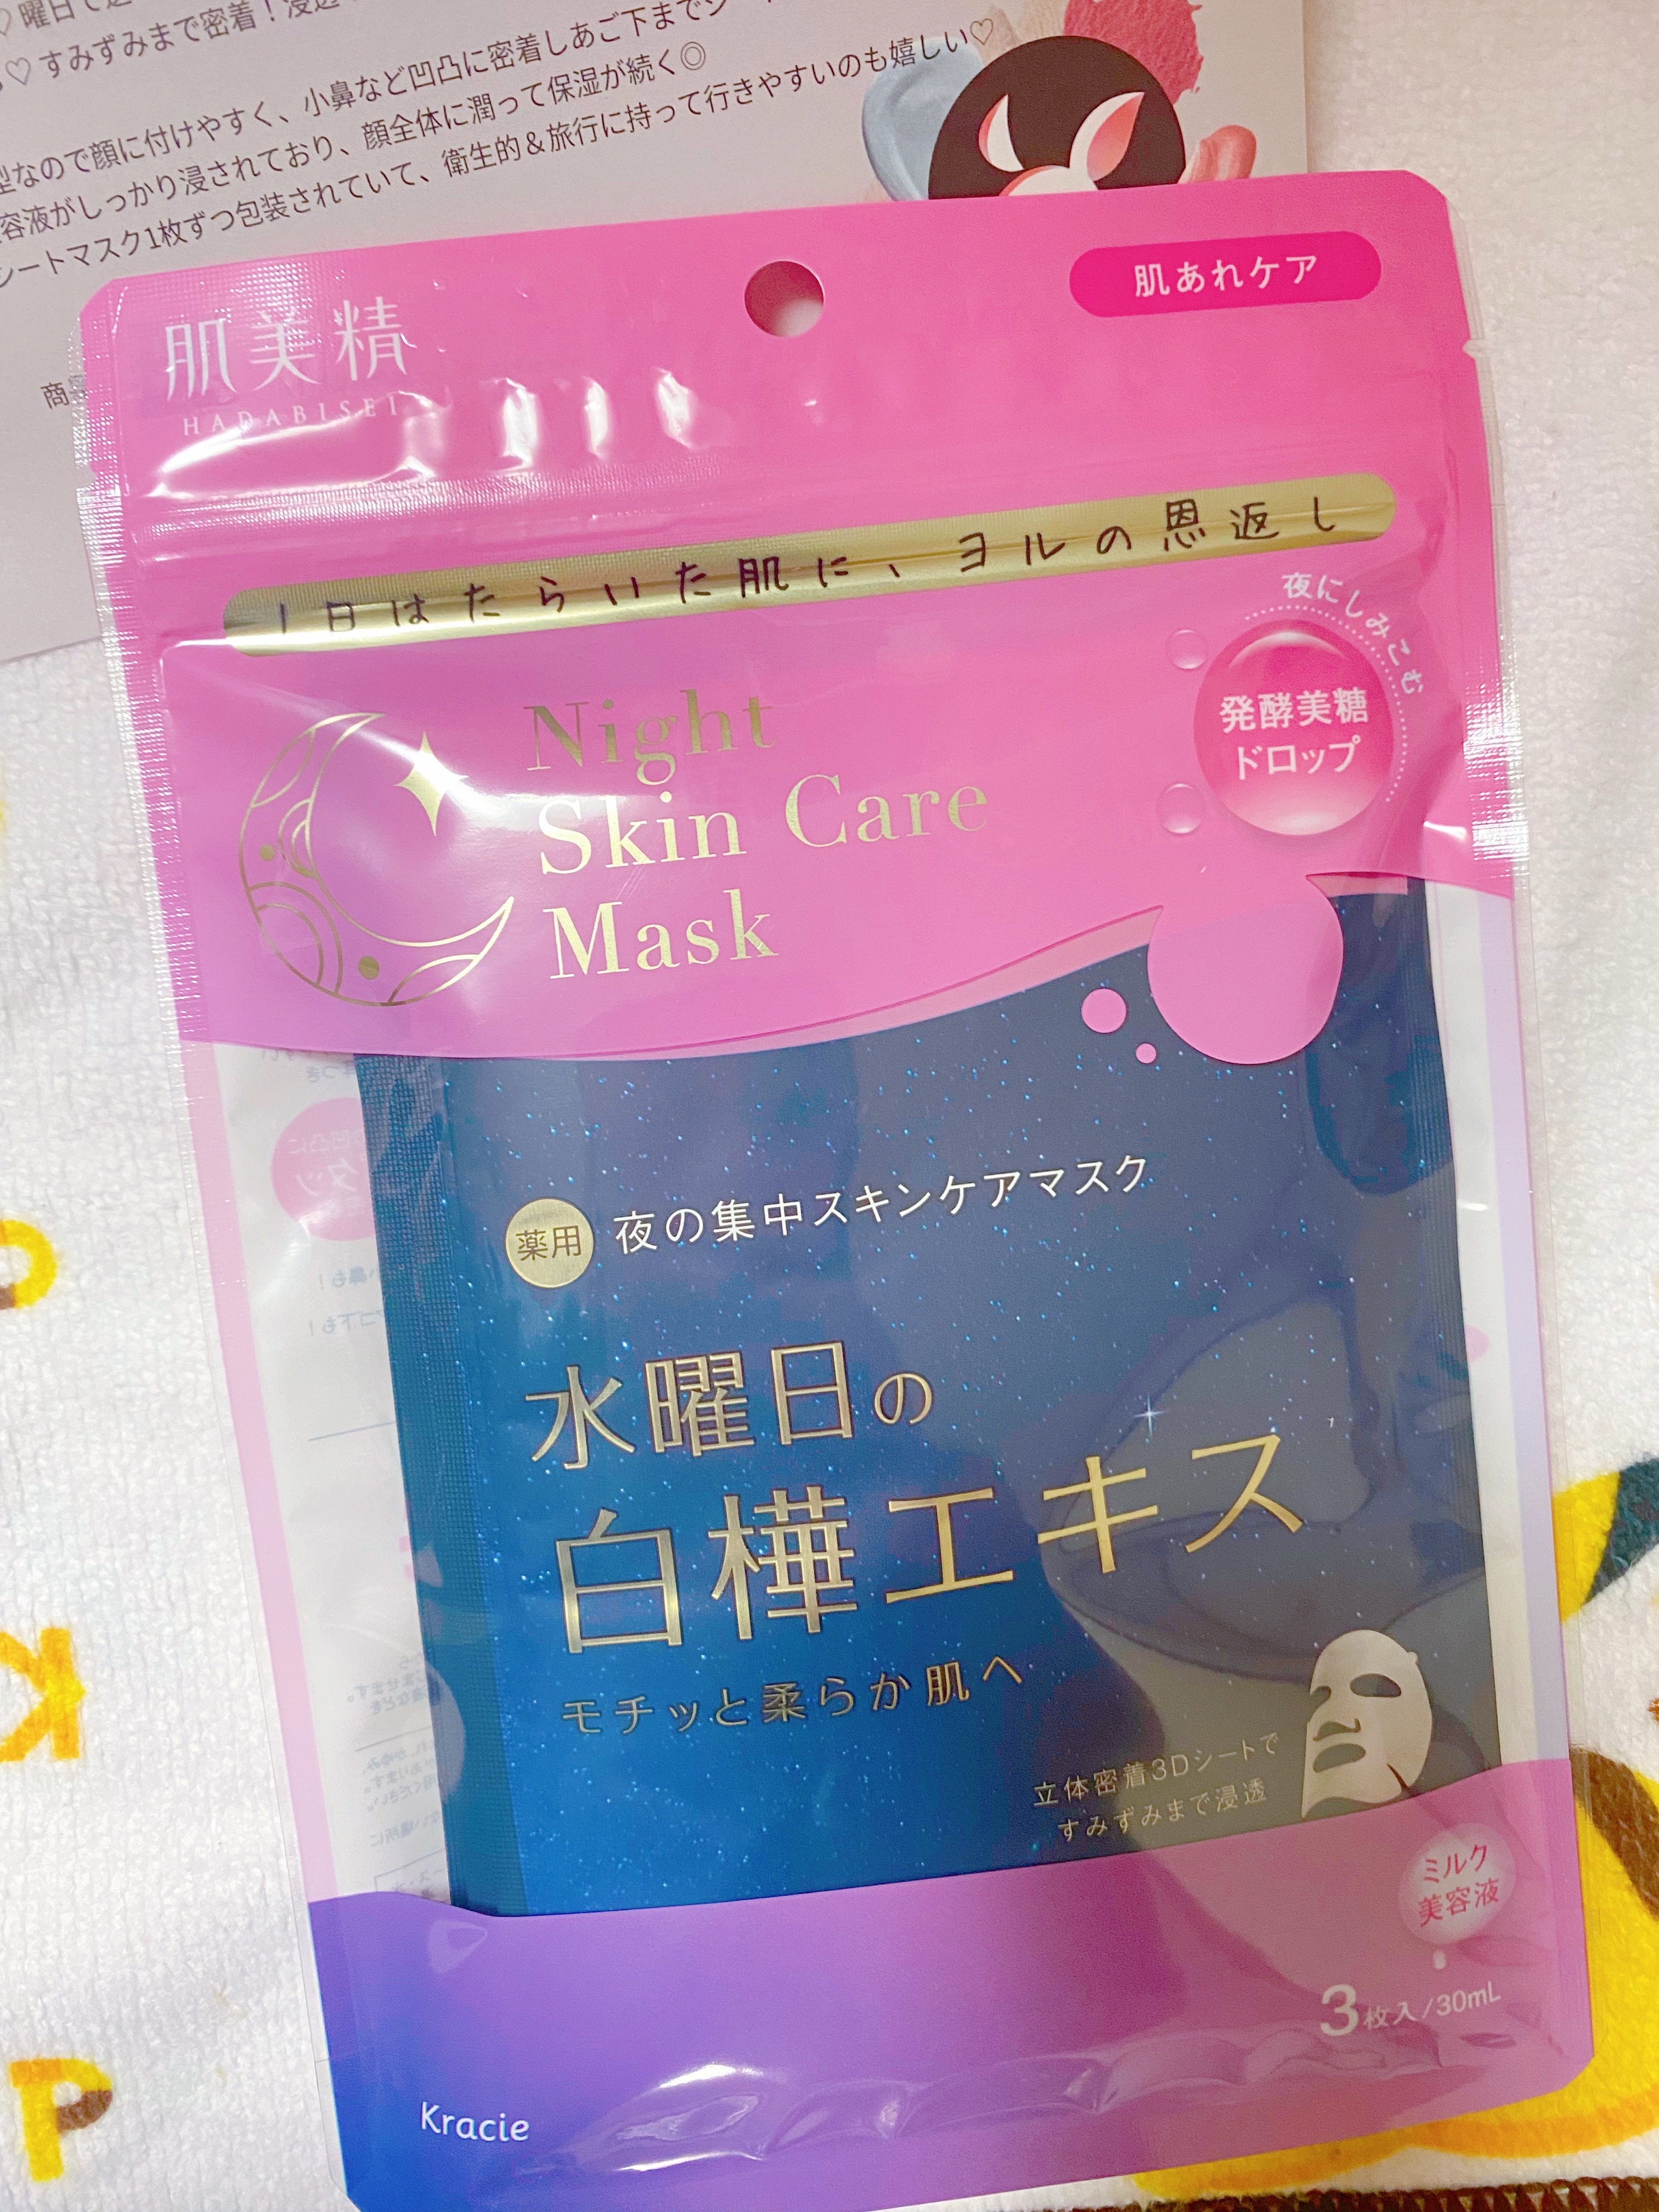 すみずみまで密着！浸透
型なので顔に付けやすく、小鼻など凹凸に密着しあご下まで
容液がしっかり浸されており、顔全体に潤って保湿が続く◎
シートマスク1枚ずつ包装されていて、衛生的＆旅行に持って行きやすいのも嬉しい♡
肌美精
HADABISEI
肌あれケア
1日はたらいた肌に、ヨルの恩返し
Night
Skin Care
Mask
夜にしみこむ
発酵美糖
ドロップ
薬用 夜の集中スキンケアマスク
水曜日の
白樺エキス
モチッと柔らか肌へ
立体密着3Dシートで
すみずみまで浸透
ミルク
美容液
3枚入/30mL
Kracie
K
P